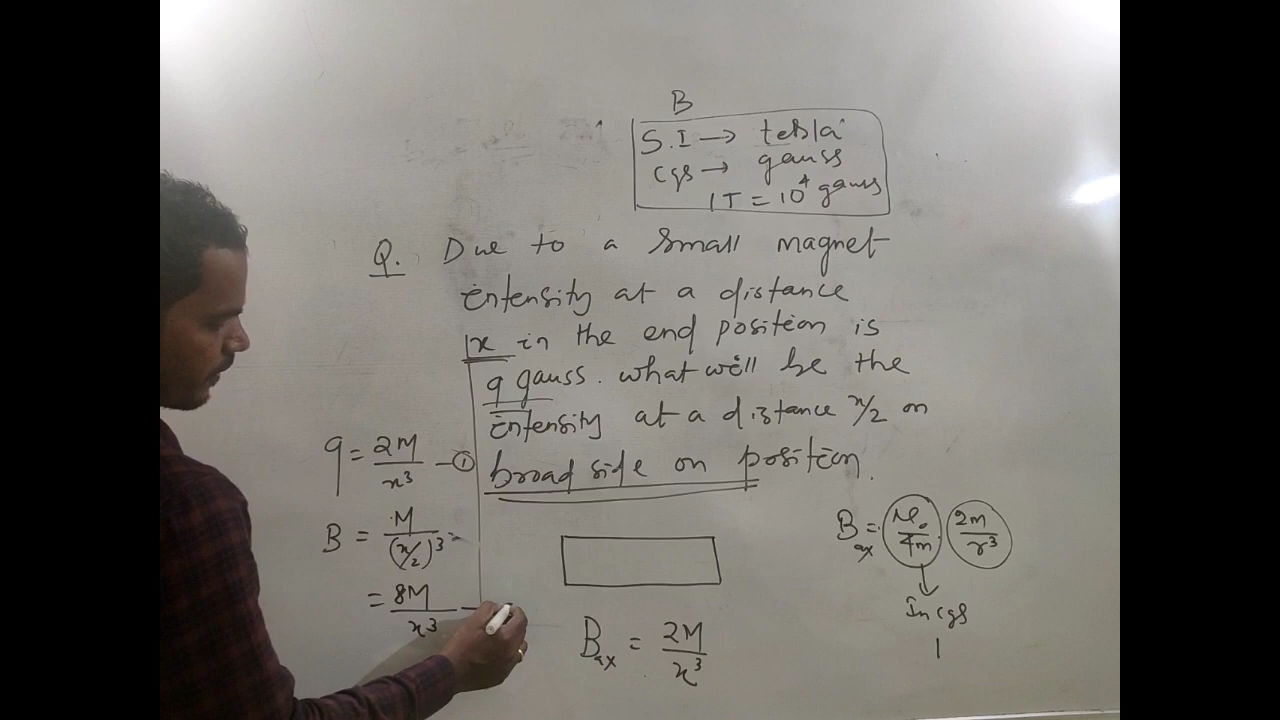 B
S.I → tesla
cgs → gauss
1T = 10⁴ gauss
Q. Due to a small magnet
intensity at a distance
x in the end position is
9 gauss. what will be the
intensity at a distance x/2 on
broad side on position.
9 = 2M/x³ — ①
B = M/(x/2)³
= 8M/x³ —
B_ax = 2M/x³
B_ax = μ₀/4π · 2m/r³
↓
In cgs
1